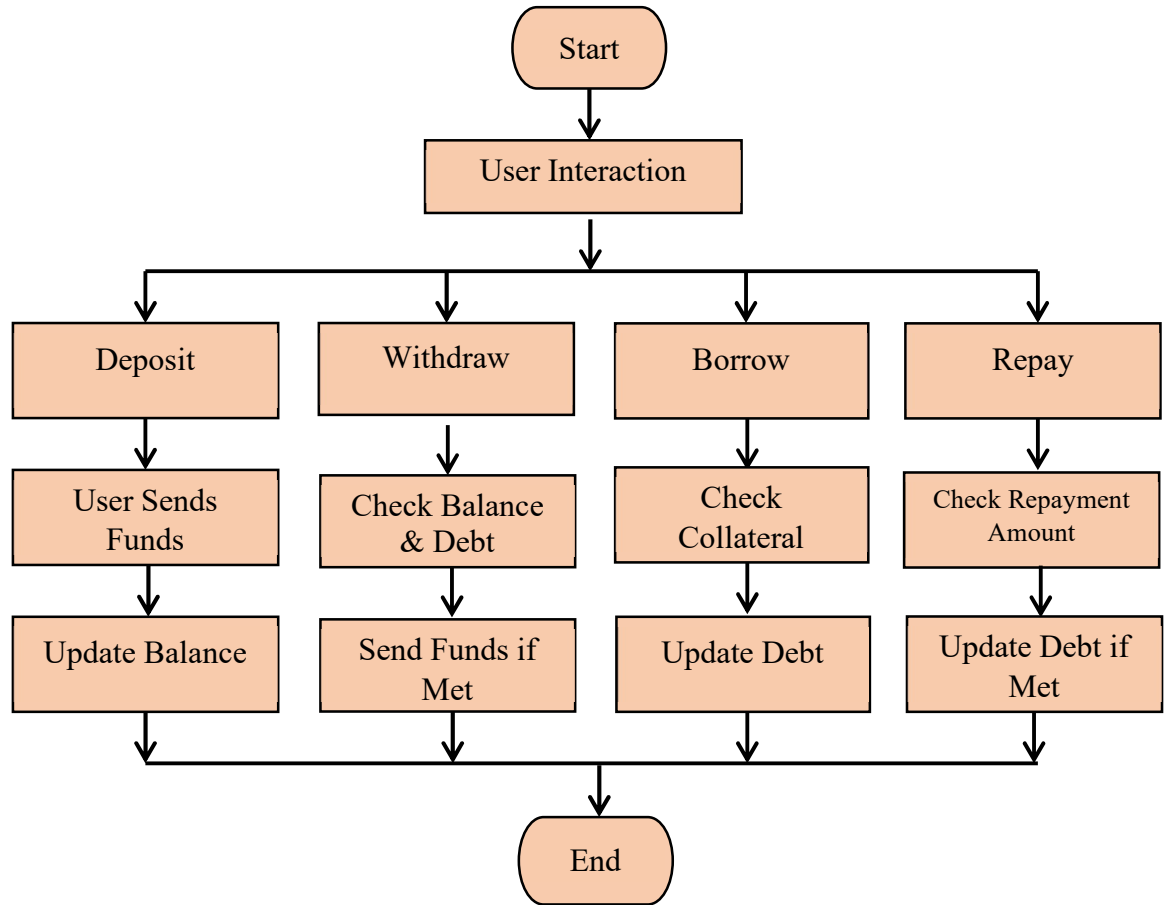 Start
User Interaction
Deposit
Withdraw
Borrow
Repay
User Sends
Funds
Check Balance
& Debt
Check
Collateral
Check Repayment
Amount
Update Balance
Send Funds if
Met
Update Debt
Update Debt if
Met
End